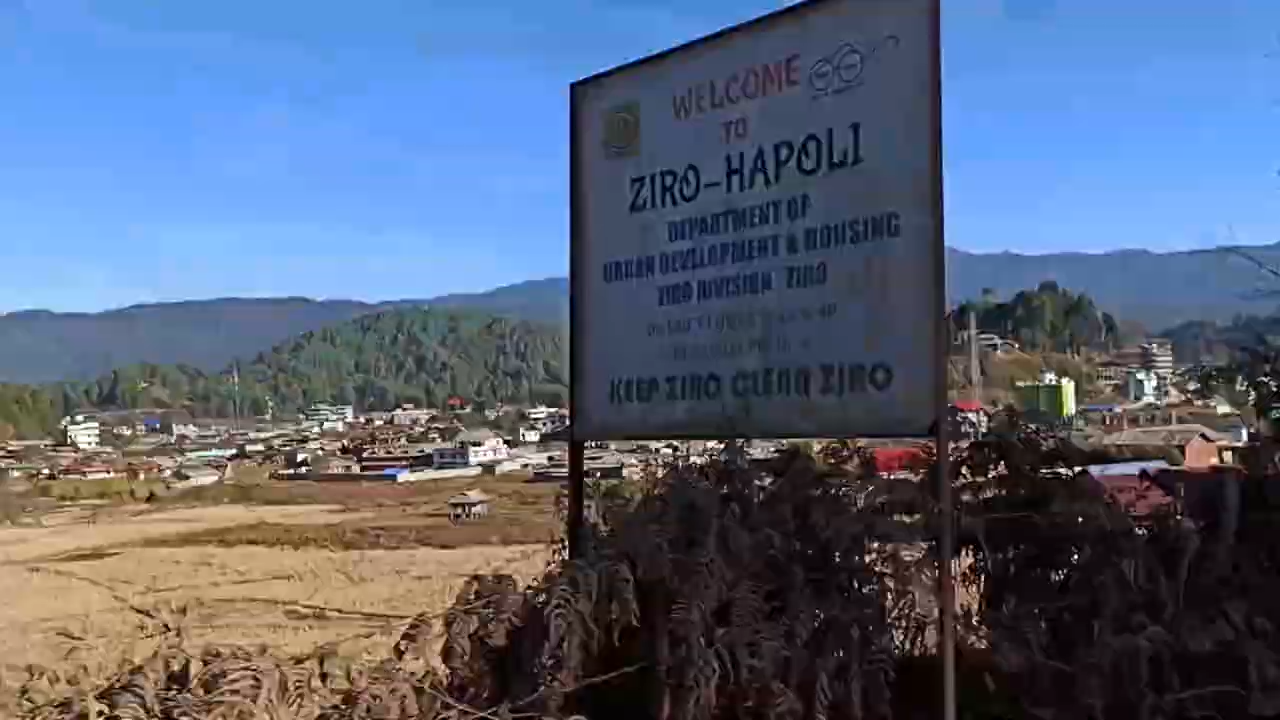 WELCOME
TO
ZIRO-HAPOLI
DEPARTMENT OF
URBAN DEVELOPMENT & HOUSING
ZIRO DIVISION ZIRO
KEEP ZIRO CLEAN ZIRO